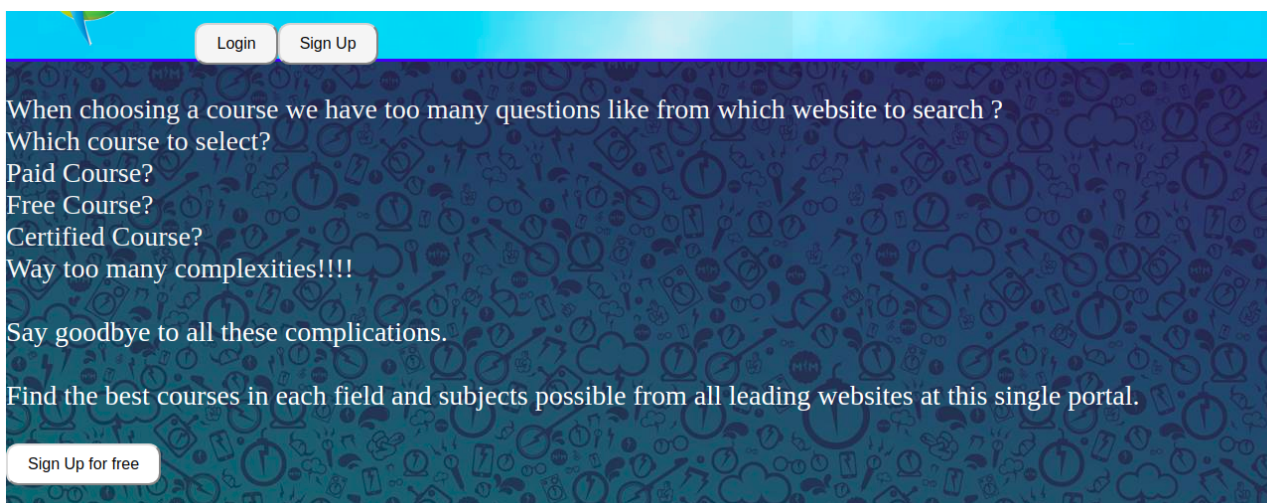 Login Sign Up
When choosing a course we have too many questions like from which website to search ?
Which course to select?
Paid Course?
Free Course?
Certified Course?
Way too many complexities!!!!
Say goodbye to all these complications.
Find the best courses in each field and subjects possible from all leading websites at this single portal.
Sign Up for free